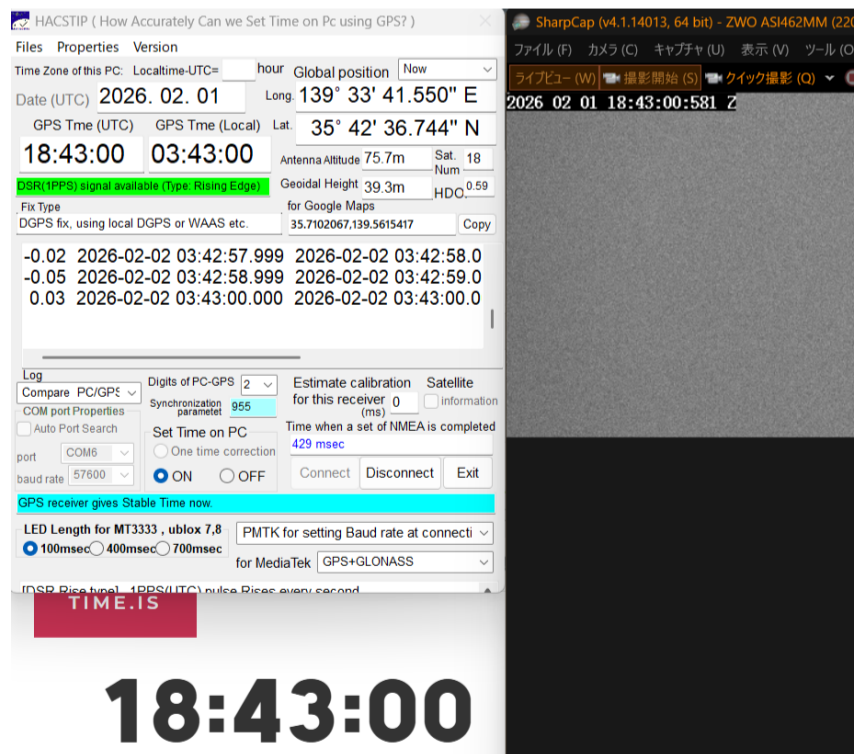 HACSTIP ( How Accurately Can we Set Time on Pc using GPS? )
Files Properties Version
Time Zone of this PC: Localtime-UTC= hour
Date (UTC) 2026. 02. 01
GPS Tme (UTC) GPS Tme (Local)
18:43:00 03:43:00
DSR(1PPS) signal available (Type: Rising Edge)
Fix Type
DGPS fix, using local DGPS or WAAS etc.
Global position Now
Long. 139° 33' 41.550" E
Lat. 35° 42' 36.744" N
Antenna Altitude 75.7m Sat. Num 18
Geoidal Height 39.3m HDO. 0.59
for Google Maps
35.7102067,139.5615417 Copy
-0.02 2026-02-02 03:42:57.999 2026-02-02 03:42:58.0
-0.05 2026-02-02 03:42:58.999 2026-02-02 03:42:59.0
0.03 2026-02-02 03:43:00.000 2026-02-02 03:43:00.0
Log
Compare PC/GPS
COM port Properties
Auto Port Search
port COM6
baud rate 57600
Digits of PC-GPS 2
Synchronization parametet 955
Set Time on PC
One time correction
ON OFF
Estimate calibration
for this receiver 0
(ms)
Satellite
information
Time when a set of NMEA is completed
429 msec
Connect Disconnect Exit
GPS receiver gives Stable Time now.
LED Length for MT3333 , ublox 7,8
100msec 400msec 700msec
PMTK for setting Baud rate at connecti
for MediaTek GPS+GLONASS
[DSR Rise type] 1PPS(UTC) pulse Rises every second
TIME.IS
18:43:00
SharpCap (v4.1.14013, 64 bit) - ZWO ASI462MM (220
ファイル (F) カメラ (C) キャプチャ (U) 表示 (V) ツール (O
ライブビュー (W) 撮影開始 (S) クイック撮影 (Q)
2026 02 01 18:43:00:581 Z